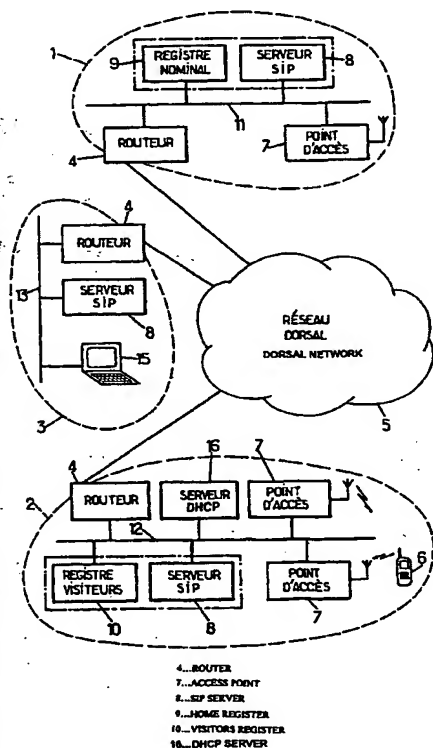 1
9
REGISTRE
NOMINAL
SERVEUR
SIP
8
11
4
ROUTEUR
7
POINT
D'ACCÈS
4
ROUTEUR
13
SERVEUR
SIP
8
15
3
RÉSEAU
DORSAL
DORSAL NETWORK
5
4
16
7
2
ROUTEUR
SERVEUR
DHCP
POINT
D'ACCÈS
12
REGISTRE
VISITEURS
10
SERVEUR
SIP
8
POINT
D'ACCÈS
7
6
4...ROUTER
7...ACCESS POINT
8...SIP SERVER
9...HOME REGISTER
10...VISITORS REGISTER
16...DHCP SERVER